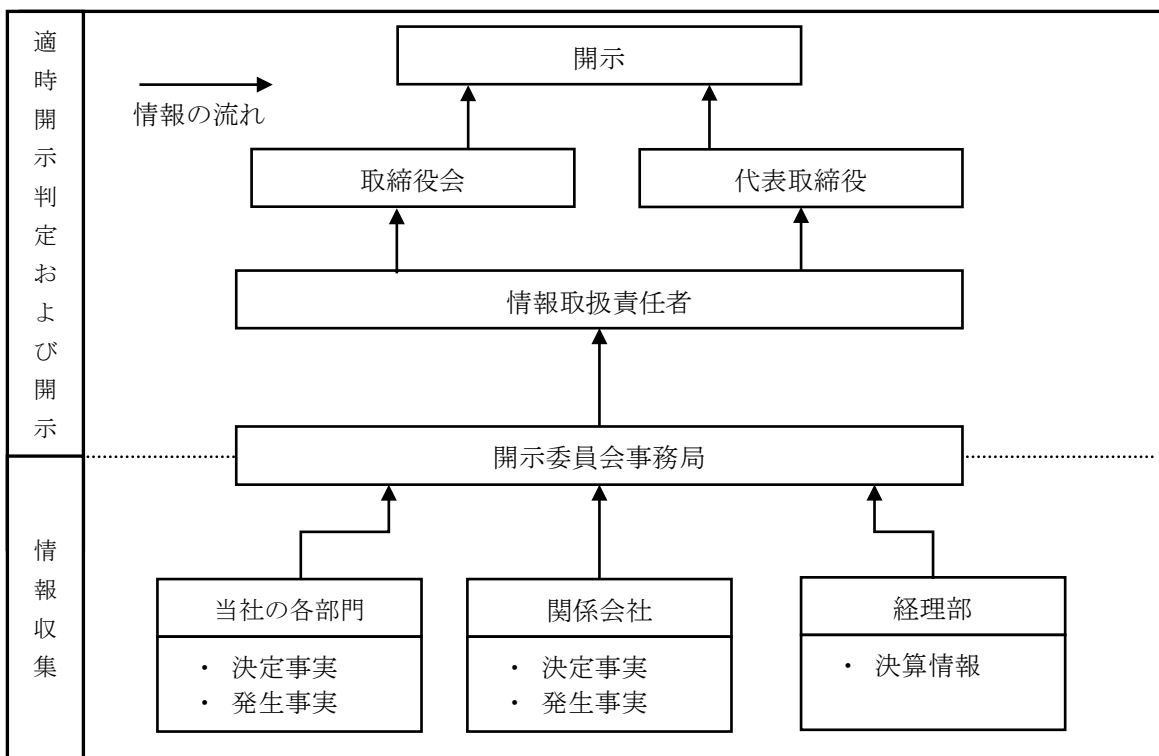 適時開示判定および開示
開示
情報の流れ
取締役会
代表取締役
情報取扱責任者
開示委員会事務局
情報収集
当社の各部門
・ 決定事実
・ 発生事実
関係会社
・ 決定事実
・ 発生事実
経理部
・ 決算情報